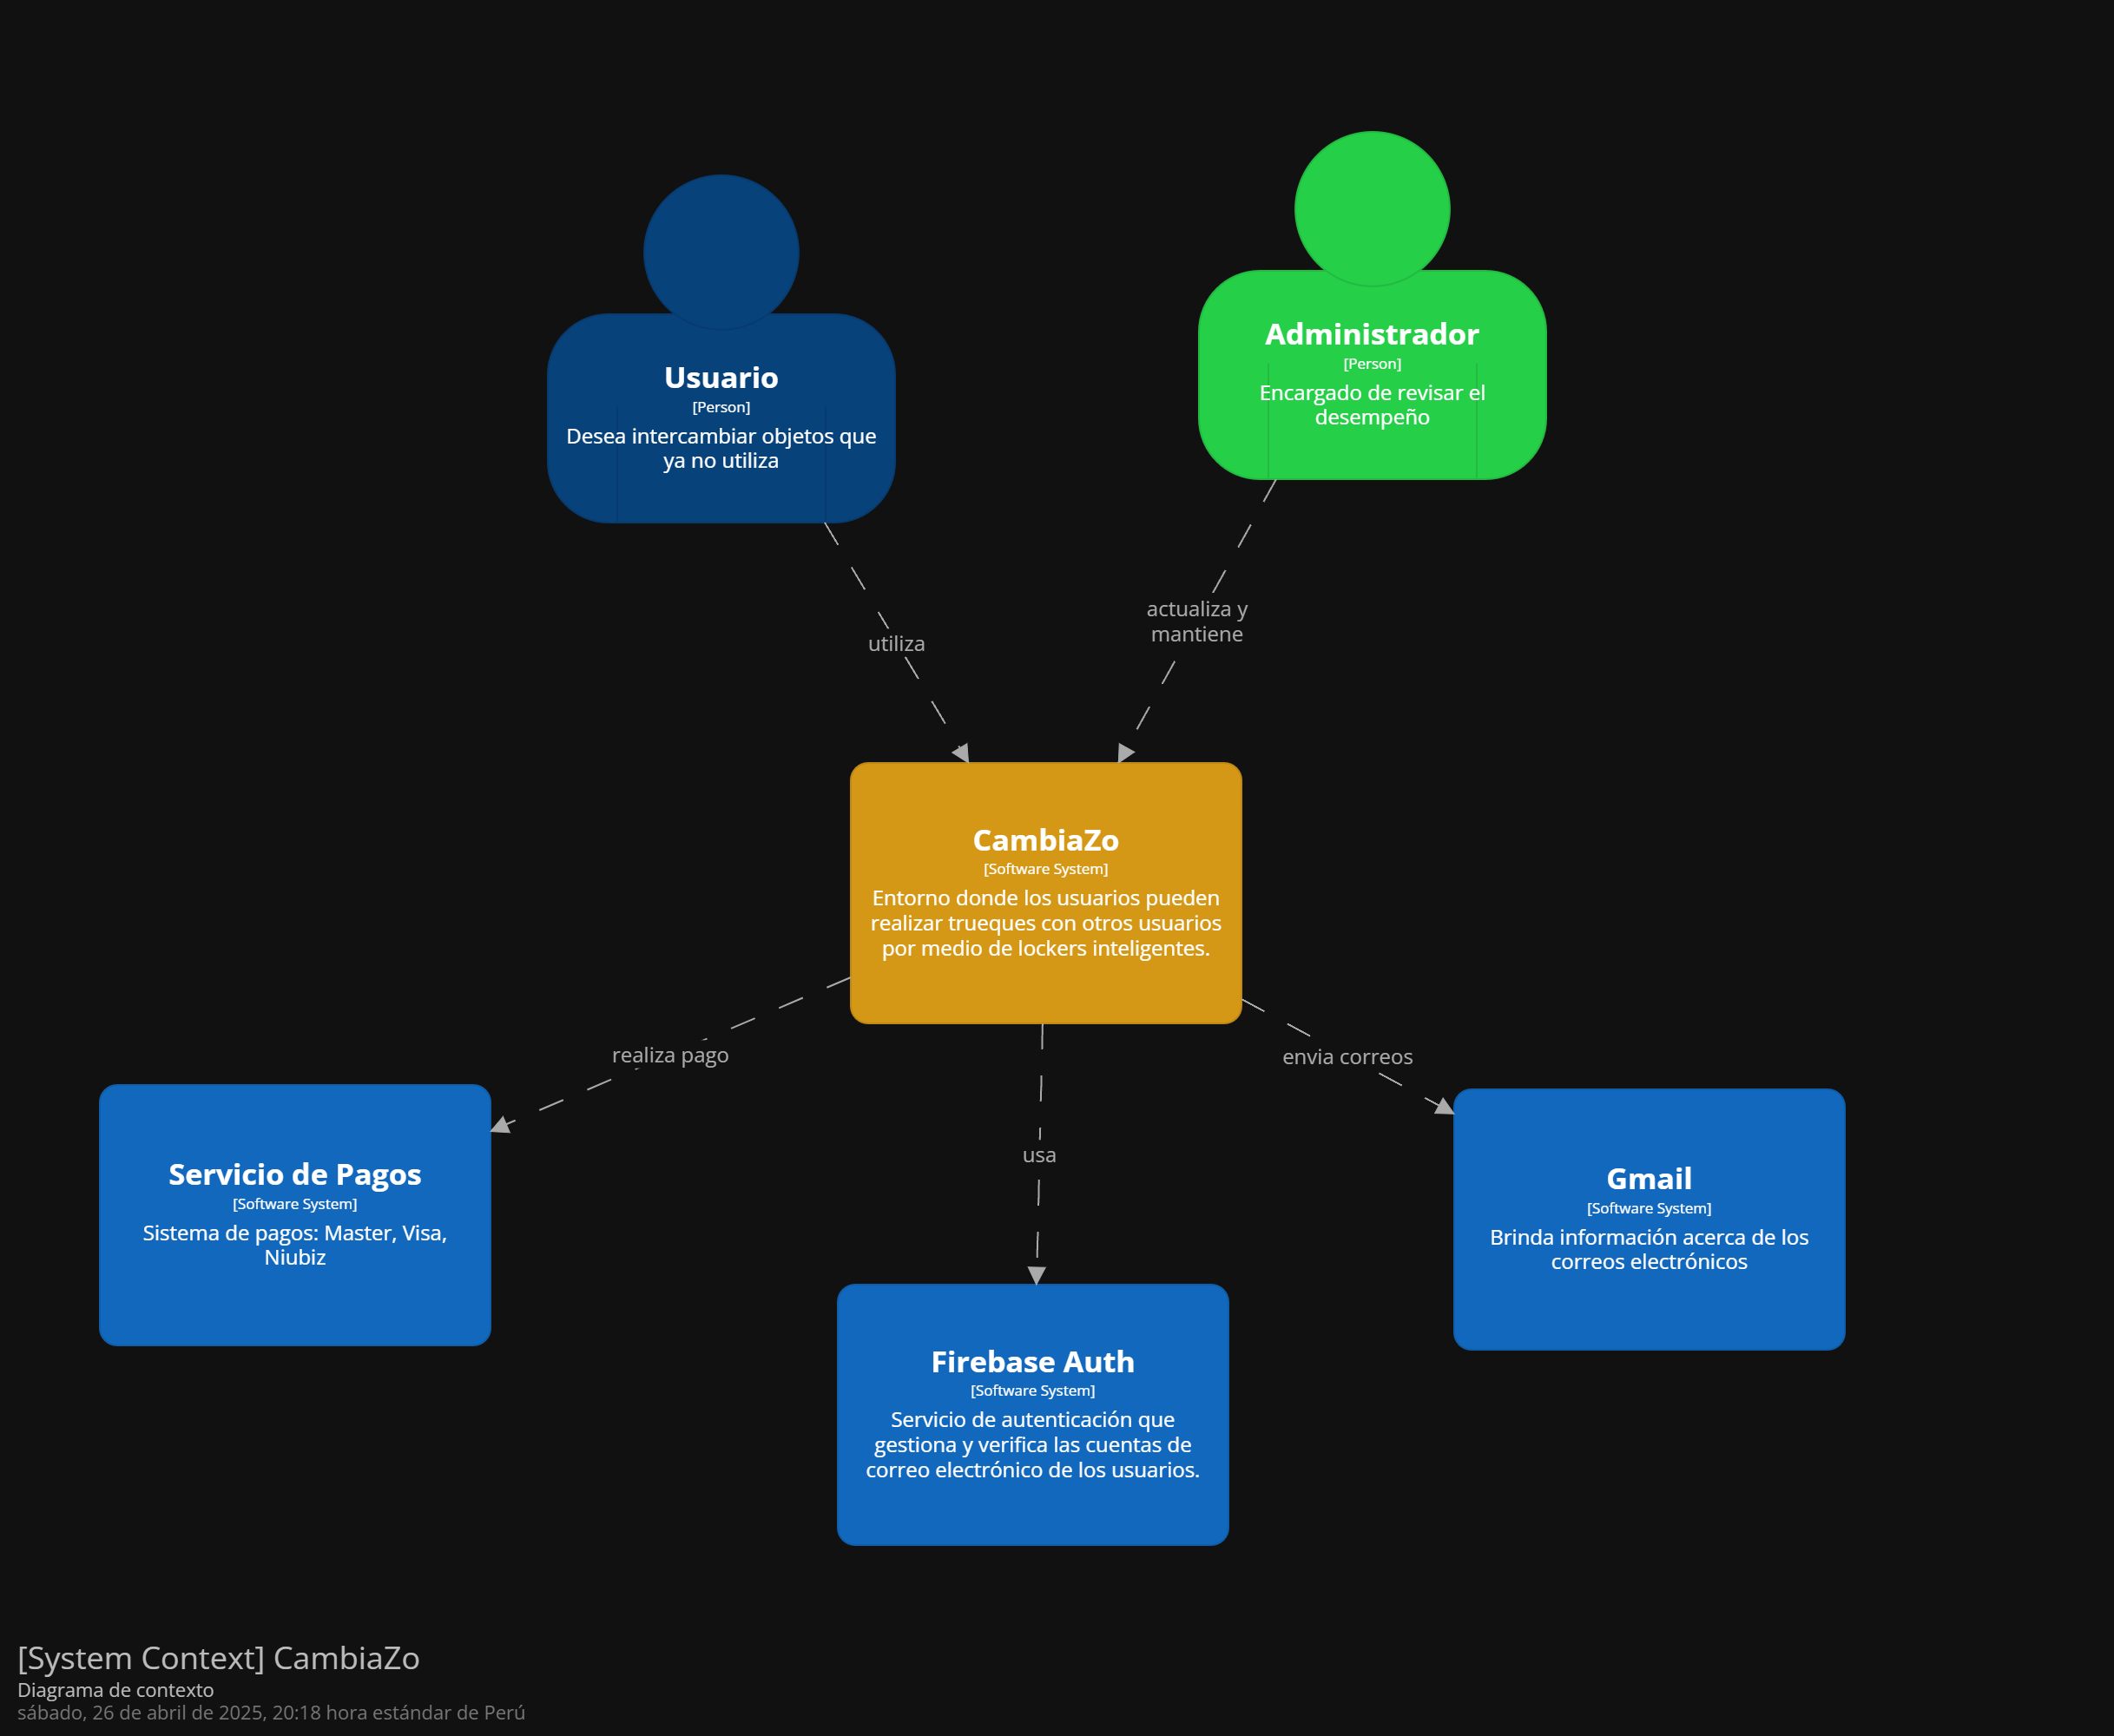 Usuario
[Person]
Desea intercambiar objetos que
ya no utiliza
Administrador
[Person]
Encargado de revisar el
desempeño
utiliza
actualiza y
mantiene
CambiaZo
[Software System]
Entorno donde los usuarios pueden
realizar trueques con otros usuarios
por medio de lockers inteligentes.
realiza pago
usa
envia correos
Servicio de Pagos
[Software System]
Sistema de pagos: Master, Visa,
Niubiz
Firebase Auth
[Software System]
Servicio de autenticación que
gestiona y verifica las cuentas de
correo electrónico de los usuarios.
Gmail
[Software System]
Brinda información acerca de los
correos electrónicos
[System Context] CambiaZo
Diagrama de contexto
sábado, 26 de abril de 2025, 20:18 hora estándar de Perú